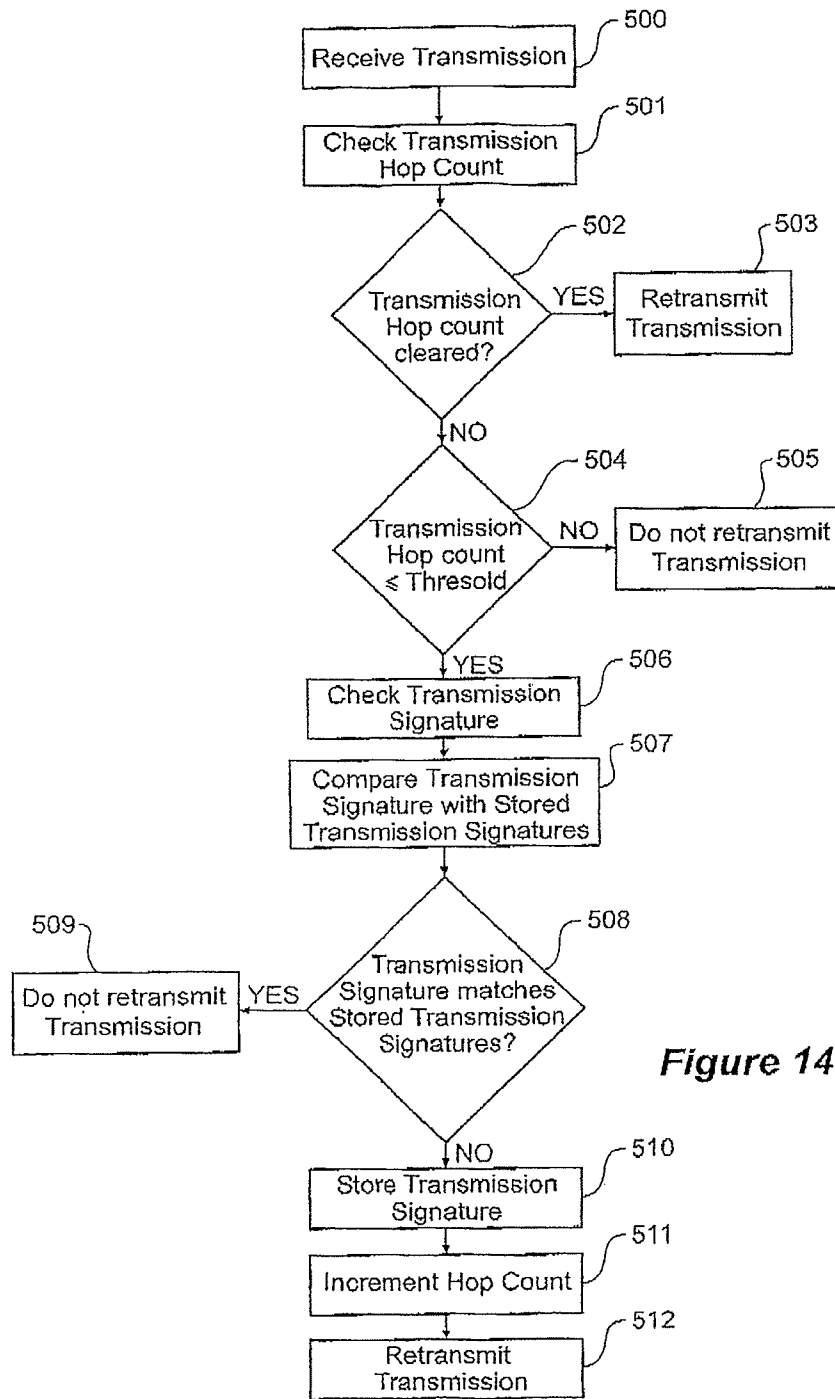 500
Receive Transmission
501
Check Transmission
Hop Count
502
503
Transmission
Hop count
cleared?
YES
Retransmit
Transmission
NO
504
505
Transmission
Hop count
≤ Thresold
NO
Do not retransmit
Transmission
YES
506
Check Transmission
Signature
507
Compare Transmission
Signature with Stored
Transmission Signatures
508
509
Transmission
Signature matches
Stored Transmission
Signatures?
YES
Do not retransmit
Transmission
Figure 14
NO
510
Store Transmission
Signature
511
Increment Hop Count
512
Retransmit
Transmission